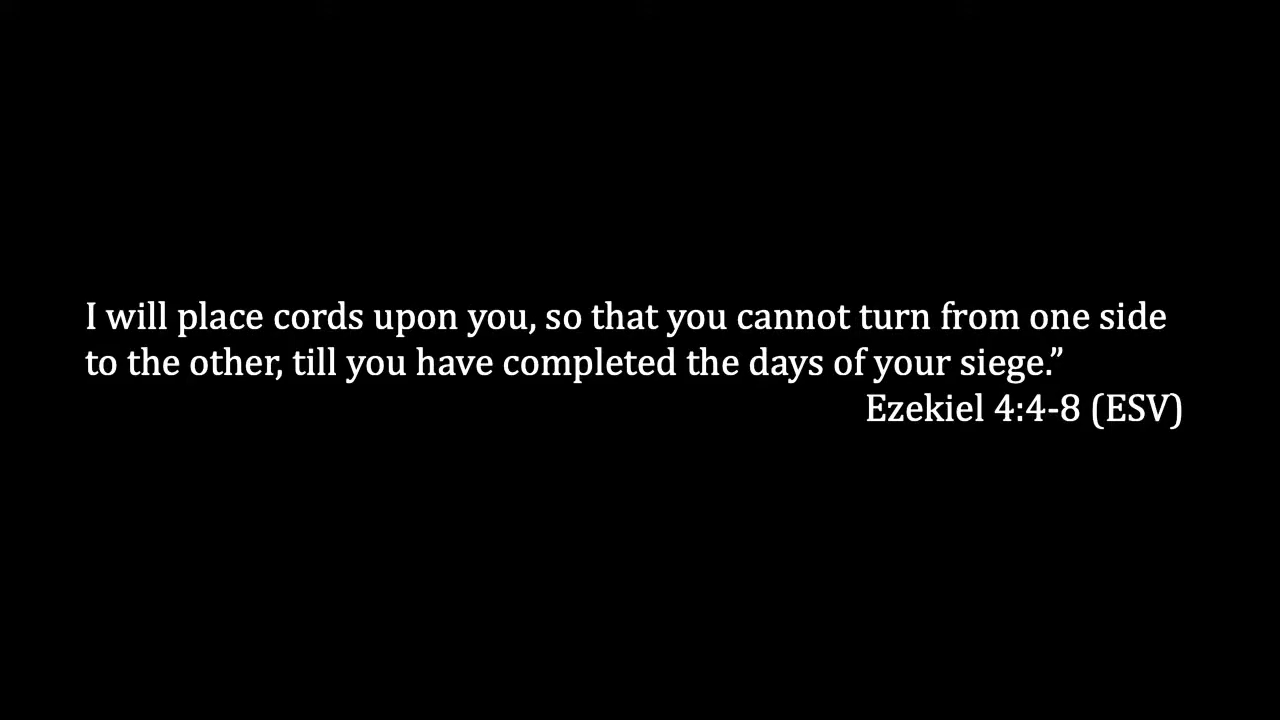 I will place cords upon you, so that you cannot turn from one side
to the other, till you have completed the days of your siege.”
Ezekiel 4:4-8 (ESV)